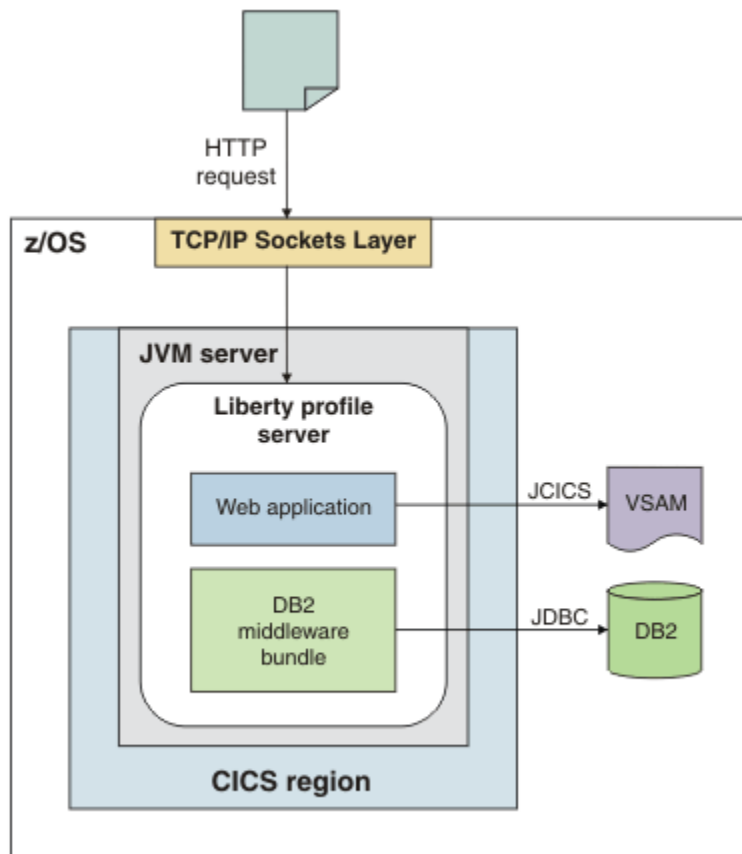 HTTP
request
z/OS
TCP/IP Sockets Layer
JVM server
Liberty profile
server
Web application
JCICS
VSAM
DB2
middleware
bundle
JDBC
DB2
CICS region